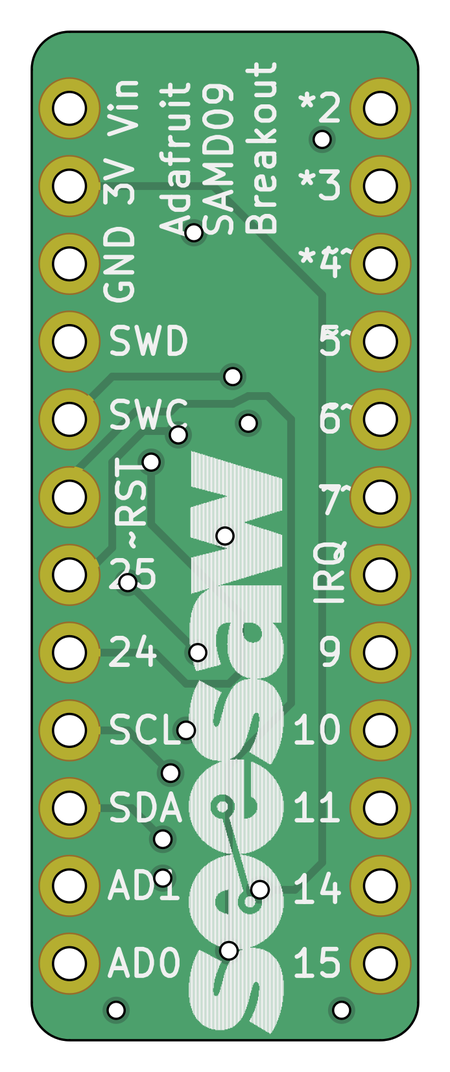 Vin
3V
GND
SWD
SWC
~RST
25
24
SCL
SDA
AD1
AD0
Adafruit
SAMD09
Breakout
seesaw
*2
*3
*4~
5~
6~
7~
IRQ
9
10
11
14
15